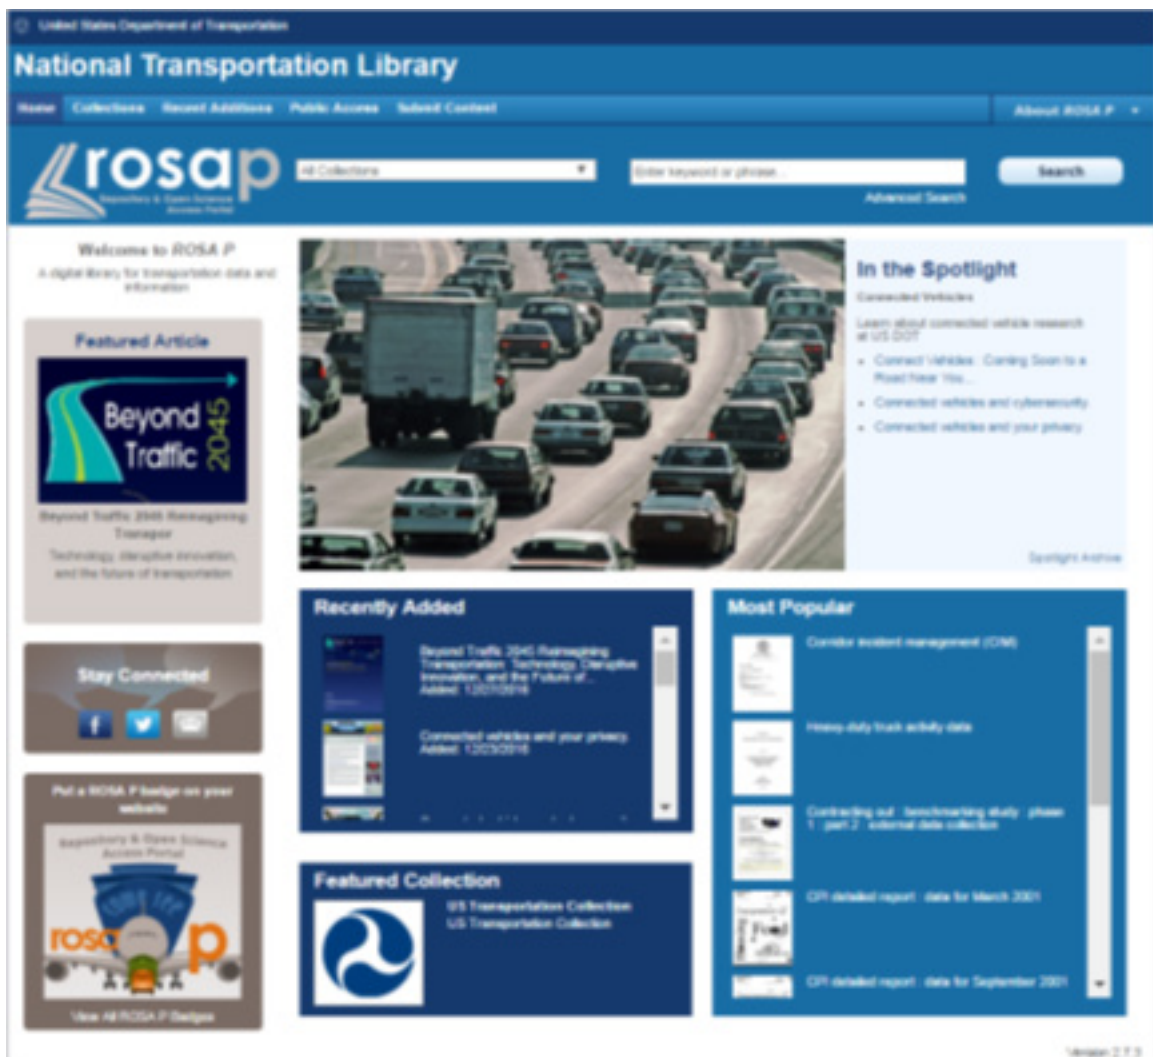 United States Department of Transportation
National Transportation Library
Home Collections Recent Additions Public Access Submit Content About ROSA P
rosap
Repository & Open Science
Access Portal
All Collections
Enter keyword or phrase...
Search
Advanced Search
Welcome to ROSA P
A digital library for transportation data and
information
Featured Article
Beyond
Traffic
2045
Beyond Traffic 2045 Reimagining
Transpor
Technology, disruptive innovation,
and the future of transportation
Stay Connected
Put a ROSA P badge on your
website
Repository & Open Science
Access Portal
rosa p
View All ROSA P Badges
In the Spotlight
Connected Vehicles
Learn about connected vehicle research
at US DOT
Connect Vehicles : Coming Soon to a
Road Near You...
Connected vehicles and cybersecurity.
Connected vehicles and your privacy.
Spotlight Archive
Recently Added
Beyond Traffic 2045 Reimagining
Transportation: Technology, Disruptive
Innovation, and the Future of...
Added: 12/27/2016
Connected vehicles and your privacy.
Added: 12/23/2016
Featured Collection
US Transportation Collection
US Transportation Collection
Most Popular
Corridor incident management (CIM)
Heavy-duty truck activity data
Contracting out : benchmarking study : phase
1 : part 2 : external data collection
CPI detailed report : data for March 2001
CPI detailed report : data for September 2001
Version 2.7.3